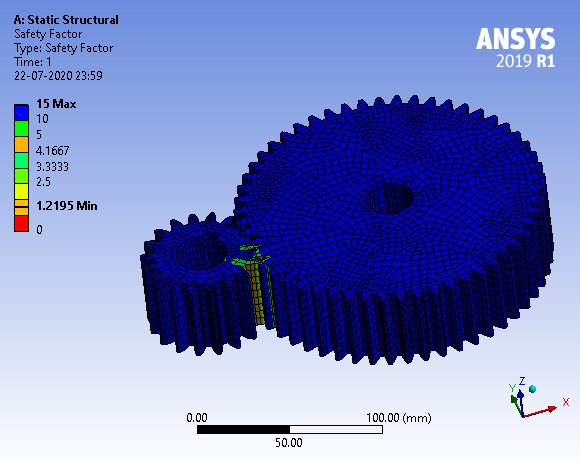 A: Static Structural
Safety Factor
Type: Safety Factor
Time: 1
22-07-2020 23:59
ANSYS
2019 R1
15 Max
10
5
4.1667
3.3333
2.5
1.2195 Min
0
0.00
100.00 (mm)
50.00
Y
Z
X